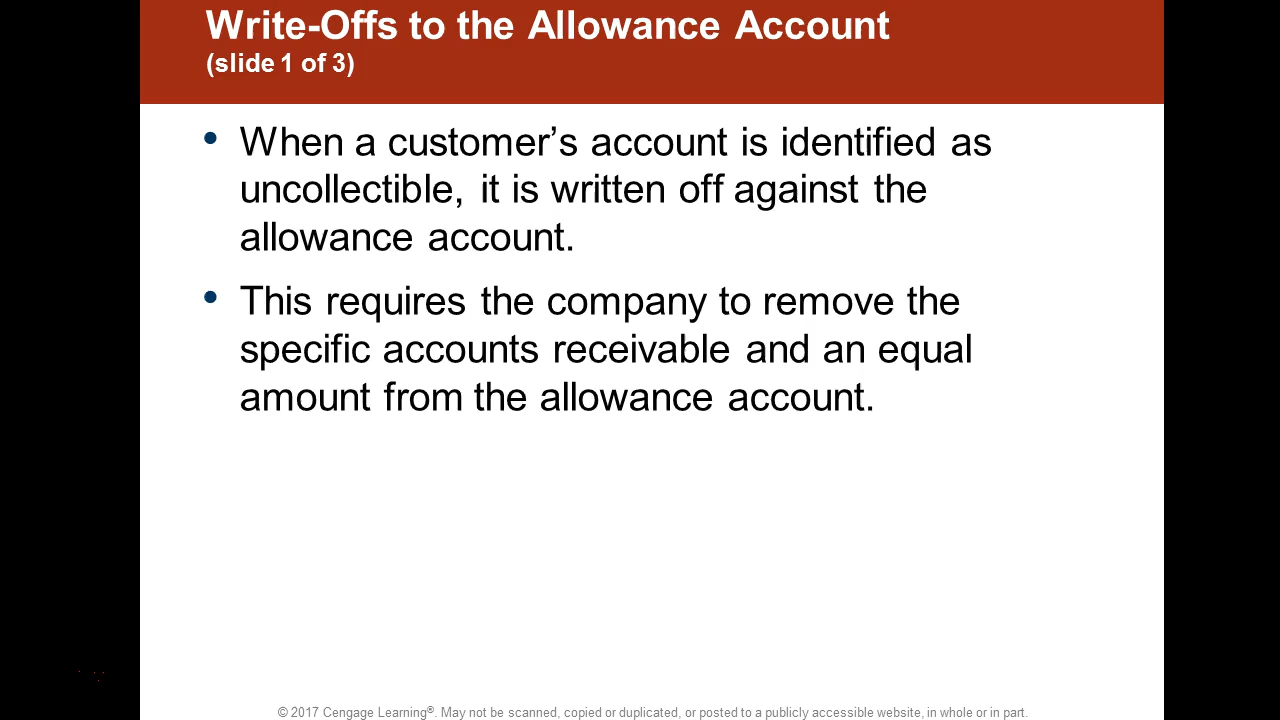 Write-Offs to the Allowance Account
(slide 1 of 3)
• When a customer’s account is identified as
uncollectible, it is written off against the
allowance account.
• This requires the company to remove the
specific accounts receivable and an equal
amount from the allowance account.
© 2017 Cengage Learning®. May not be scanned, copied or duplicated, or posted to a publicly accessible website, in whole or in part.